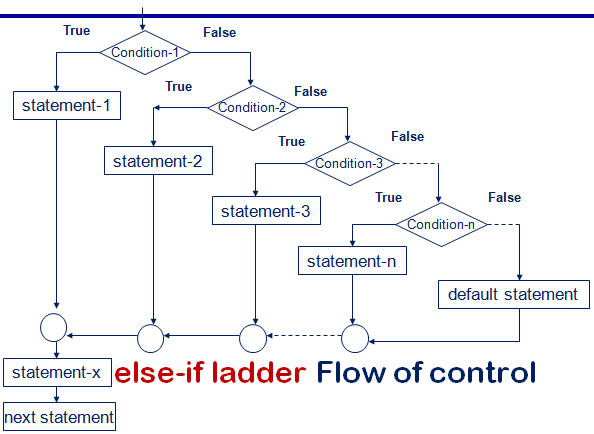 True
False
Condition-1
True
False
statement-1
Condition-2
True
False
statement-2
Condition-3
True
False
statement-3
Condition-n
statement-n
default statement
statement-x
else-if ladder Flow of control
next statement